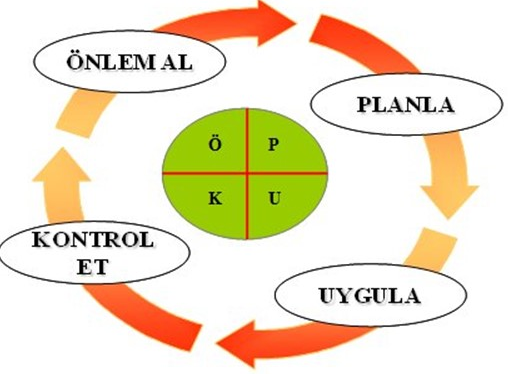 ÖNLEM AL
PLANLA
Ö P
K U
KONTROL
ET
UYGULA